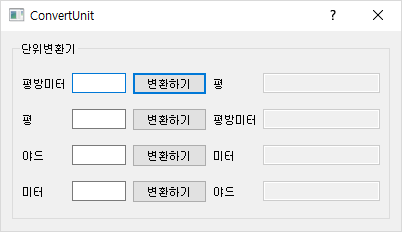 ConvertUnit
단위변환기
평방미터 변환하기 평
평 변환하기 평방미터
야드 변환하기 미터
미터 변환하기 야드